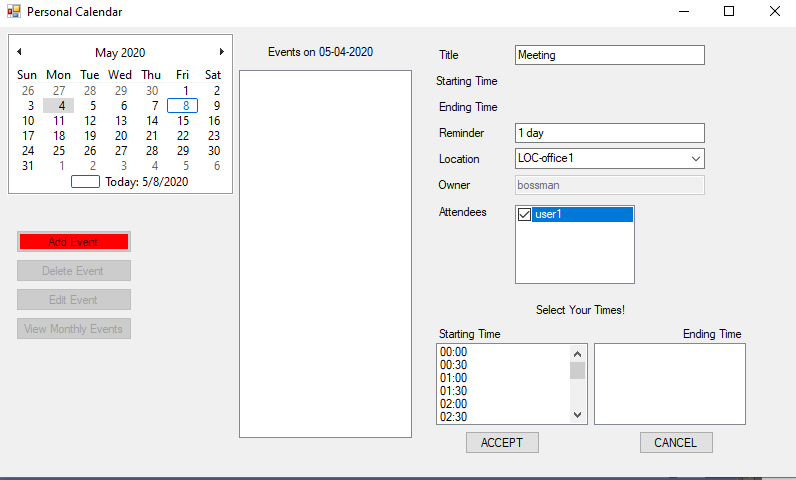 Personal Calendar
May 2020
Sun Mon Tue Wed Thu Fri Sat
26 27 28 29 30 1 2
3 4 5 6 7 8 9
10 11 12 13 14 15 16
17 18 19 20 21 22 23
24 25 26 27 28 29 30
31 1 2 3 4 5 6
Today: 5/8/2020
Add Event
Delete Event
Edit Event
View Monthly Events
Events on 05-04-2020
Title Meeting
Starting Time
Ending Time
Reminder 1 day
Location LOC-office1
Owner bossman
Attendees user1
Select Your Times!
Starting Time Ending Time
00:00
00:30
01:00
01:30
02:00
02:30
ACCEPT CANCEL